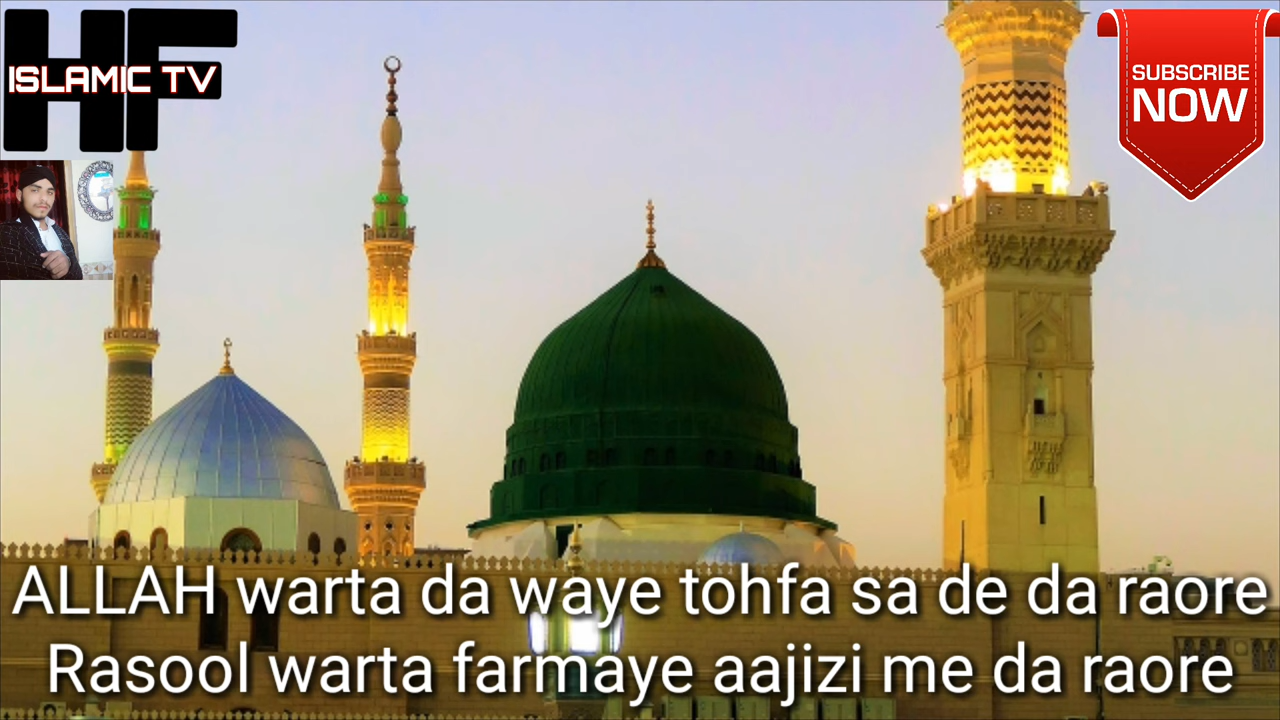 HF
ISLAMIC TV
SUBSCRIBE
NOW
ALLAH warta da waye tohfa sa de da raore
Rasool warta farmaye aajizi me da raore